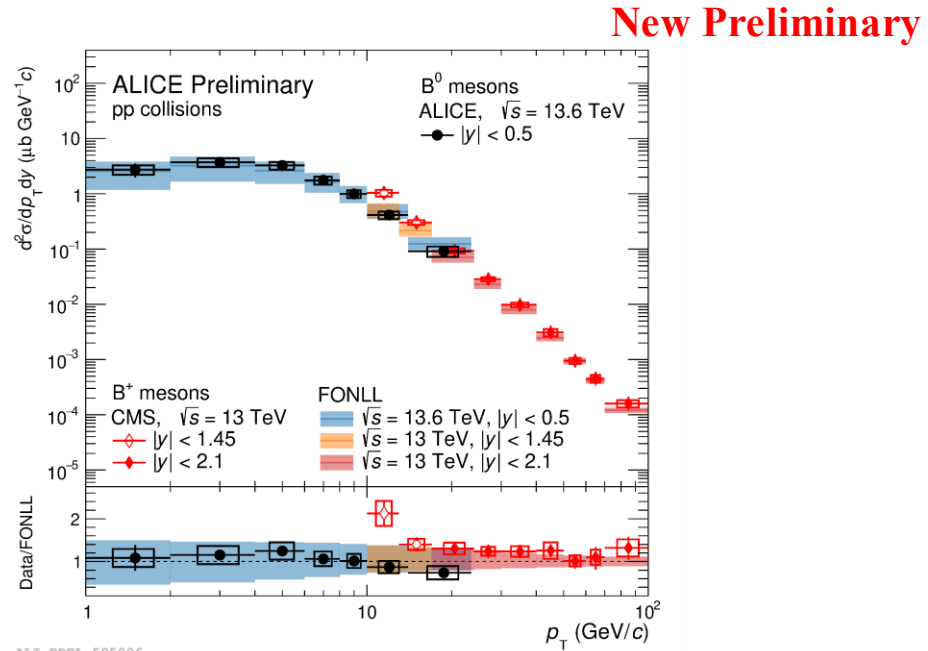 New Preliminary
ALICE Preliminary
pp collisions
B⁰ mesons
ALICE, √s = 13.6 TeV
|y| < 0.5
d²σ/dp_T dy (μb GeV⁻¹c)
10²
10
1
10⁻¹
10⁻²
10⁻³
10⁻⁴
10⁻⁵
B⁺ mesons
CMS, √s = 13 TeV
|y| < 1.45
|y| < 2.1
FONLL
√s = 13.6 TeV, |y| < 0.5
√s = 13 TeV, |y| < 1.45
√s = 13 TeV, |y| < 2.1
Data/FONLL
2
1
1
10
10²
p_T (GeV/c)